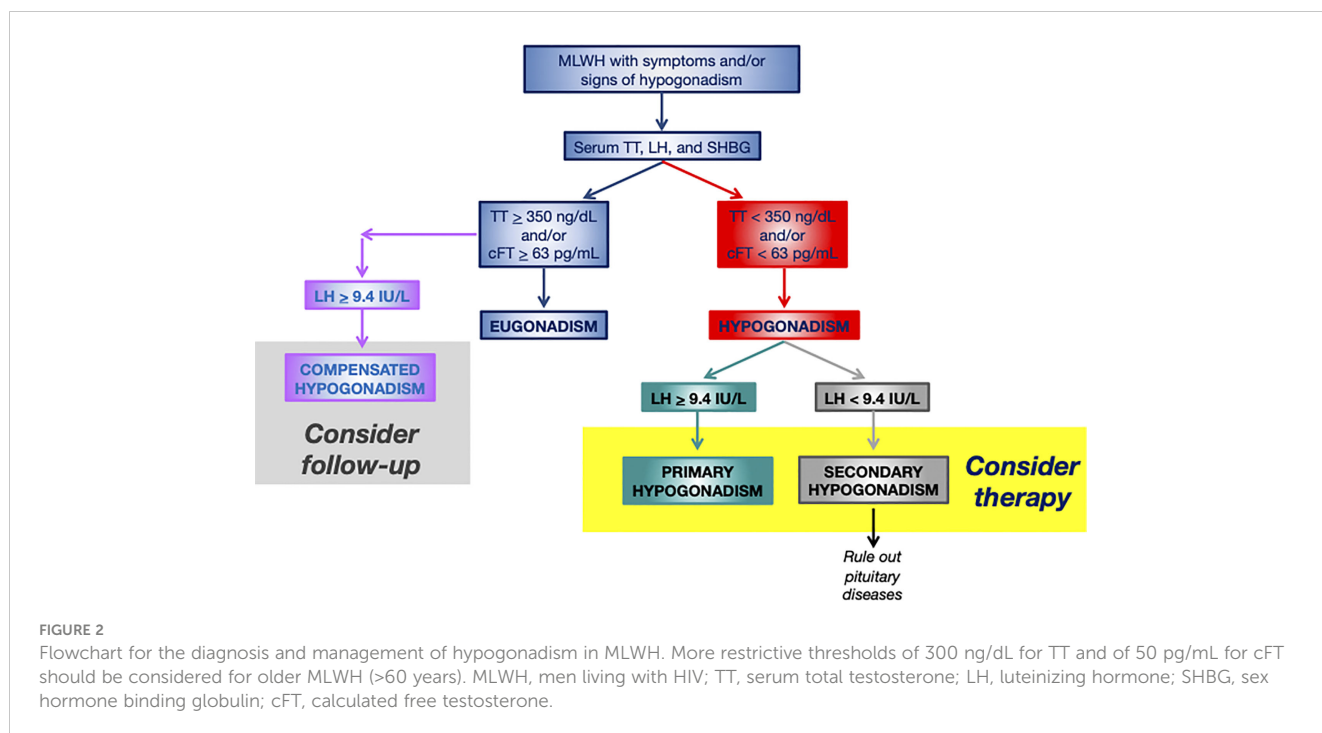 MLWH with symptoms and/or
signs of hypogonadism
Serum TT, LH, and SHBG
TT ≥ 350 ng/dL
and/or
cFT ≥ 63 pg/mL
TT < 350 ng/dL
and/or
cFT < 63 pg/mL
LH ≥ 9.4 IU/L
EUGONADISM
HYPOGONADISM
COMPENSATED
HYPOGONADISM
Consider
follow-up
LH ≥ 9.4 IU/L
LH < 9.4 IU/L
PRIMARY
HYPOGONADISM
SECONDARY
HYPOGONADISM
Consider
therapy
Rule out
pituitary
diseases
FIGURE 2
Flowchart for the diagnosis and management of hypogonadism in MLWH. More restrictive thresholds of 300 ng/dL for TT and of 50 pg/mL for cFT
should be considered for older MLWH (>60 years). MLWH, men living with HIV; TT, serum total testosterone; LH, luteinizing hormone; SHBG, sex
hormone binding globulin; cFT, calculated free testosterone.